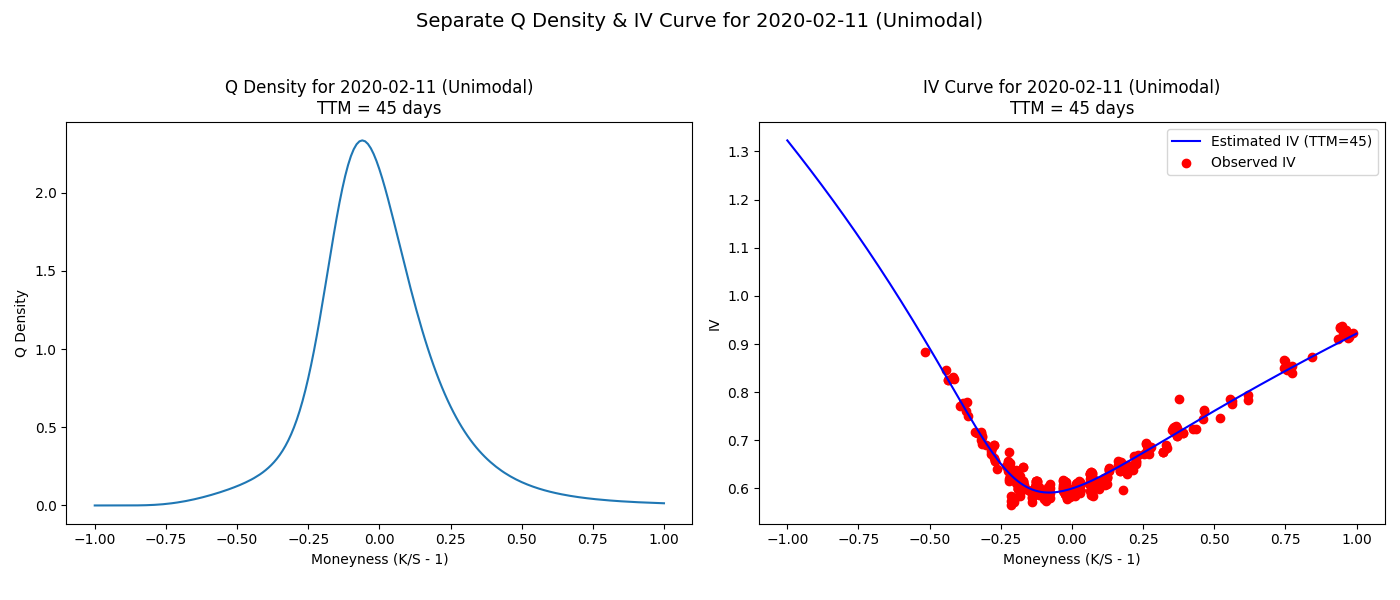 Separate Q Density & IV Curve for 2020-02-11 (Unimodal)
Q Density for 2020-02-11 (Unimodal)
TTM = 45 days
Q Density
2.0
1.5
1.0
0.5
0.0
−1.00 −0.75 −0.50 −0.25 0.00 0.25 0.50 0.75 1.00
Moneyness (K/S - 1)
IV Curve for 2020-02-11 (Unimodal)
TTM = 45 days
Estimated IV (TTM=45)
Observed IV
IV
1.3
1.2
1.1
1.0
0.9
0.8
0.7
0.6
−1.00 −0.75 −0.50 −0.25 0.00 0.25 0.50 0.75 1.00
Moneyness (K/S - 1)